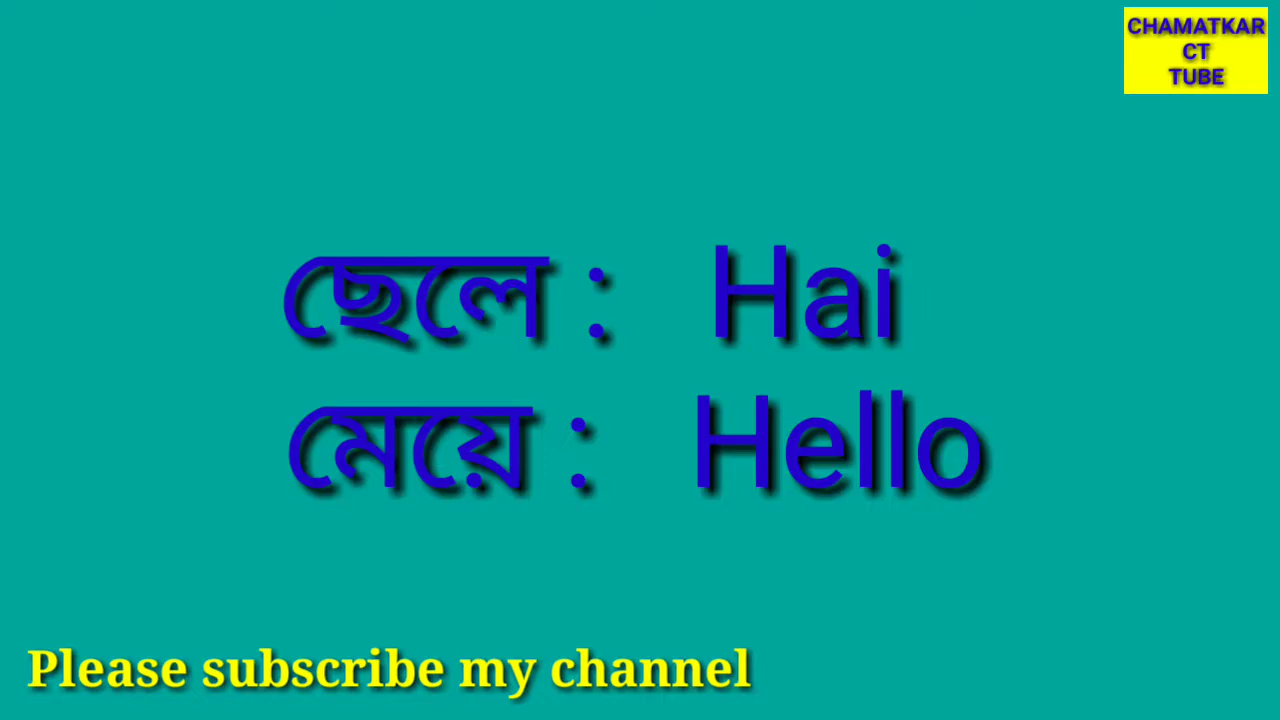 CHAMATKAR
CT
TUBE
ছেলে : Hai
মেয়ে : Hello
Please subscribe my channel